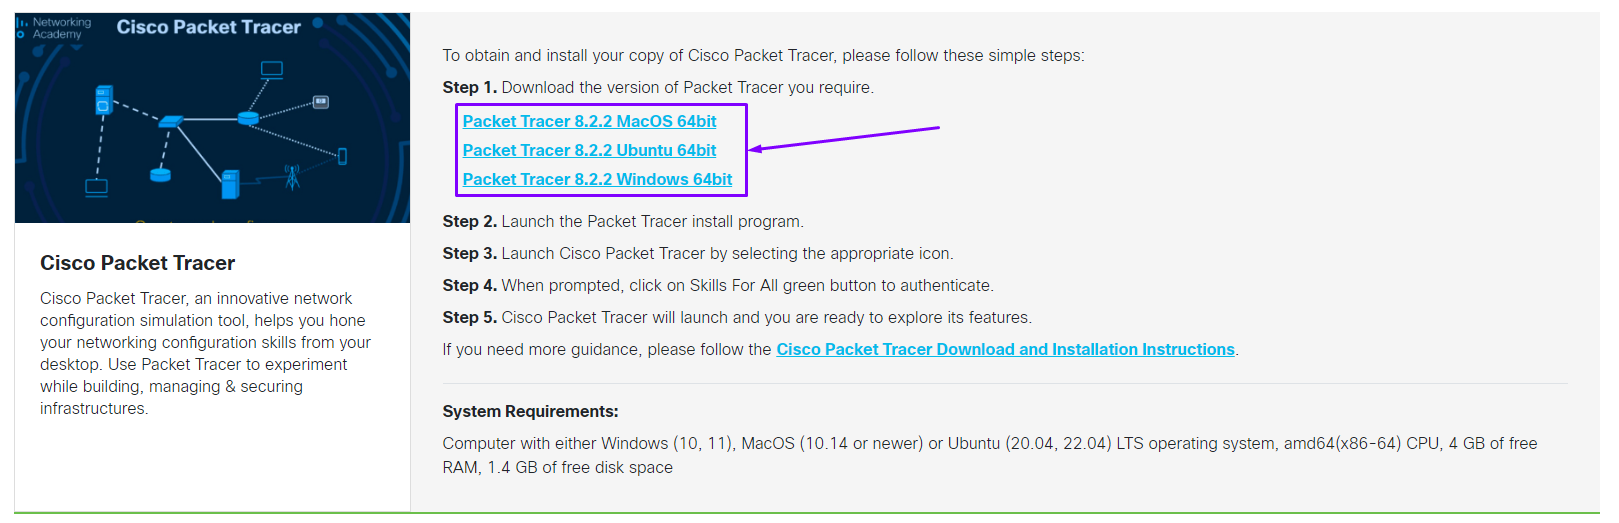 Networking
Academy
Cisco Packet Tracer
Cisco Packet Tracer
Cisco Packet Tracer, an innovative network
configuration simulation tool, helps you hone
your networking configuration skills from your
desktop. Use Packet Tracer to experiment
while building, managing & securing
infrastructures.
To obtain and install your copy of Cisco Packet Tracer, please follow these simple steps:
Step 1. Download the version of Packet Tracer you require.
Packet Tracer 8.2.2 MacOS 64bit
Packet Tracer 8.2.2 Ubuntu 64bit
Packet Tracer 8.2.2 Windows 64bit
Step 2. Launch the Packet Tracer install program.
Step 3. Launch Cisco Packet Tracer by selecting the appropriate icon.
Step 4. When prompted, click on Skills For All green button to authenticate.
Step 5. Cisco Packet Tracer will launch and you are ready to explore its features.
If you need more guidance, please follow the Cisco Packet Tracer Download and Installation Instructions.
System Requirements:
Computer with either Windows (10, 11), MacOS (10.14 or newer) or Ubuntu (20.04, 22.04) LTS operating system, amd64(x86-64) CPU, 4 GB of free
RAM, 1.4 GB of free disk space